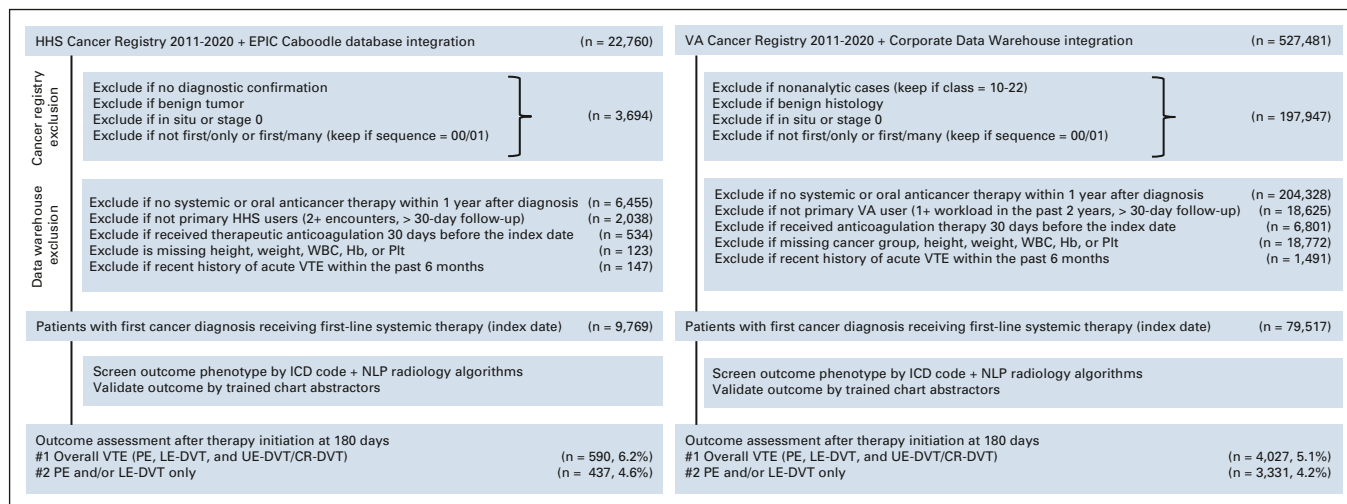 HHS Cancer Registry 2011-2020 + EPIC Caboodle database integration (n = 22,760)
Cancer registry exclusion
Exclude if no diagnostic confirmation
Exclude if benign tumor
Exclude if in situ or stage 0
Exclude if not first/only or first/many (keep if sequence = 00/01)
(n = 3,694)
Data warehouse exclusion
Exclude if no systemic or oral anticancer therapy within 1 year after diagnosis (n = 6,455)
Exclude if not primary HHS users (2+ encounters, > 30-day follow-up) (n = 2,038)
Exclude if received therapeutic anticoagulation 30 days before the index date (n = 534)
Exclude is missing height, weight, WBC, Hb, or Plt (n = 123)
Exclude if recent history of acute VTE within the past 6 months (n = 147)
Patients with first cancer diagnosis receiving first-line systemic therapy (index date) (n = 9,769)
Screen outcome phenotype by ICD code + NLP radiology algorithms
Validate outcome by trained chart abstractors
Outcome assessment after therapy initiation at 180 days
#1 Overall VTE (PE, LE-DVT, and UE-DVT/CR-DVT) (n = 590, 6.2%)
#2 PE and/or LE-DVT only (n = 437, 4.6%)
VA Cancer Registry 2011-2020 + Corporate Data Warehouse integration (n = 527,481)
Exclude if nonanalytic cases (keep if class = 10-22)
Exclude if benign histology
Exclude if in situ or stage 0
Exclude if not first/only or first/many (keep if sequence = 00/01)
(n = 197,947)
Exclude if no systemic or oral anticancer therapy within 1 year after diagnosis (n = 204,328)
Exclude if not primary VA user (1+ workload in the past 2 years, > 30-day follow-up) (n = 18,625)
Exclude if received anticoagulation therapy 30 days before the index date (n = 6,801)
Exclude if missing cancer group, height, weight, WBC, Hb, or Plt (n = 18,772)
Exclude if recent history of acute VTE within the past 6 months (n = 1,491)
Patients with first cancer diagnosis receiving first-line systemic therapy (index date) (n = 79,517)
Screen outcome phenotype by ICD code + NLP radiology algorithms
Validate outcome by trained chart abstractors
Outcome assessment after therapy initiation at 180 days
#1 Overall VTE (PE, LE-DVT, and UE-DVT/CR-DVT) (n = 4,027, 5.1%)
#2 PE and/or LE-DVT only (n = 3,331, 4.2%)